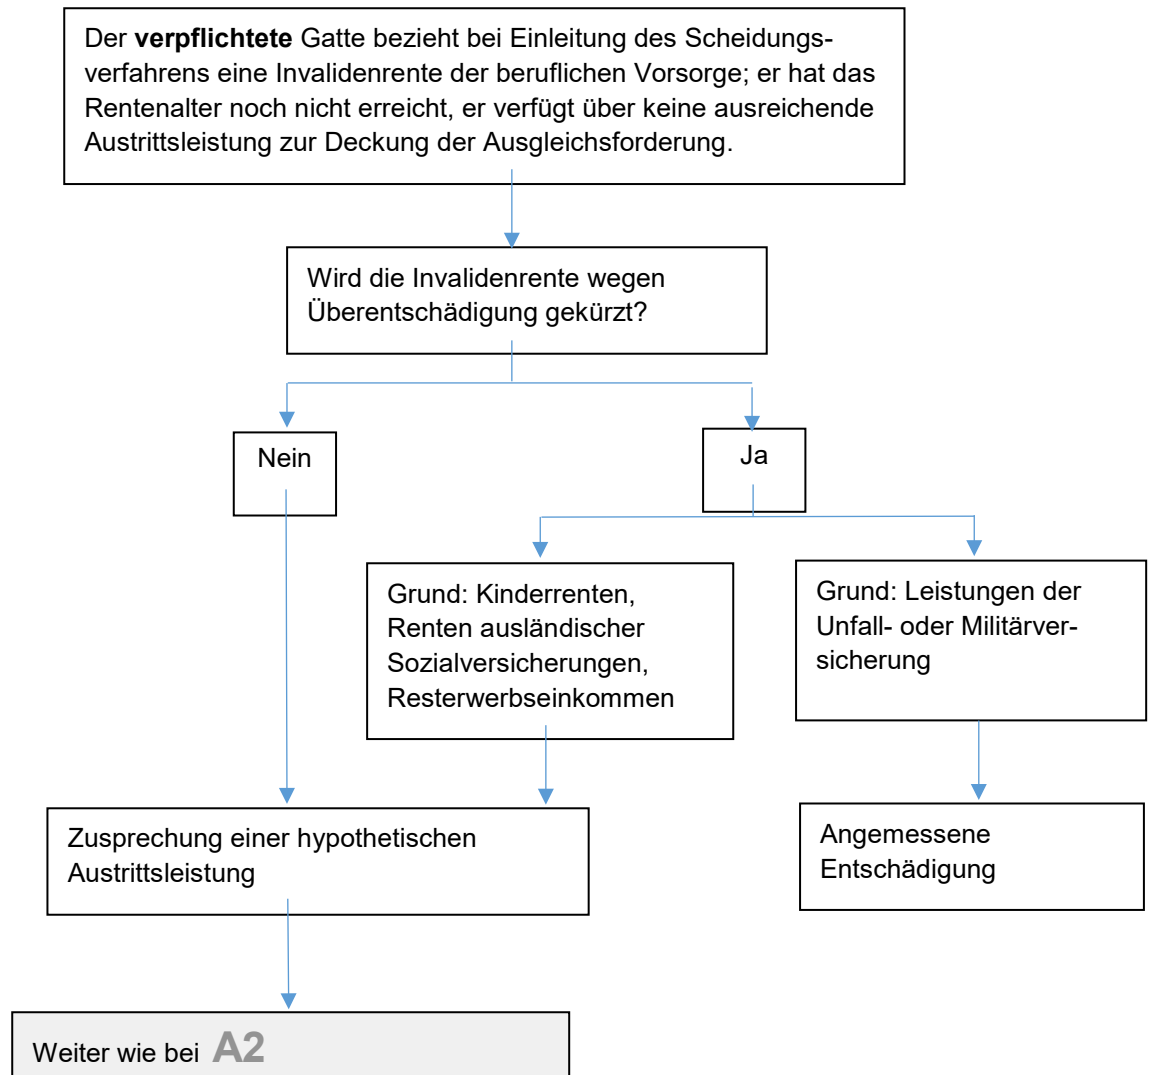 Der verpflichtete Gatte bezieht bei Einleitung des Scheidungs-
verfahrens eine Invalidenrente der beruflichen Vorsorge; er hat das
Rentenalter noch nicht erreicht, er verfügt über keine ausreichende
Austrittsleistung zur Deckung der Ausgleichsforderung.
Wird die Invalidenrente wegen
Überentschädigung gekürzt?
Nein
Ja
Grund: Kinderrenten,
Renten ausländischer
Sozialversicherungen,
Resterwerbseinkommen
Grund: Leistungen der
Unfall- oder Militärver-
sicherung
Zusprechung einer hypothetischen
Austrittsleistung
Angemessene
Entschädigung
Weiter wie bei A2